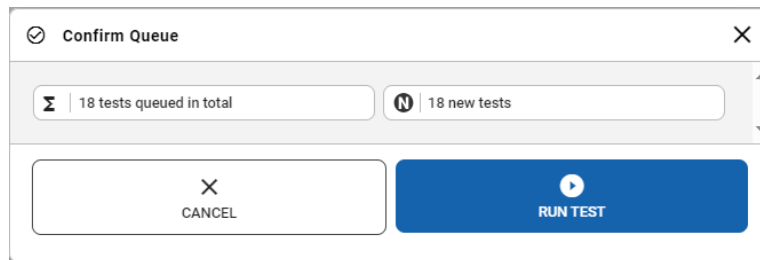 Confirm Queue
Σ 18 tests queued in total
N 18 new tests
CANCEL
RUN TEST